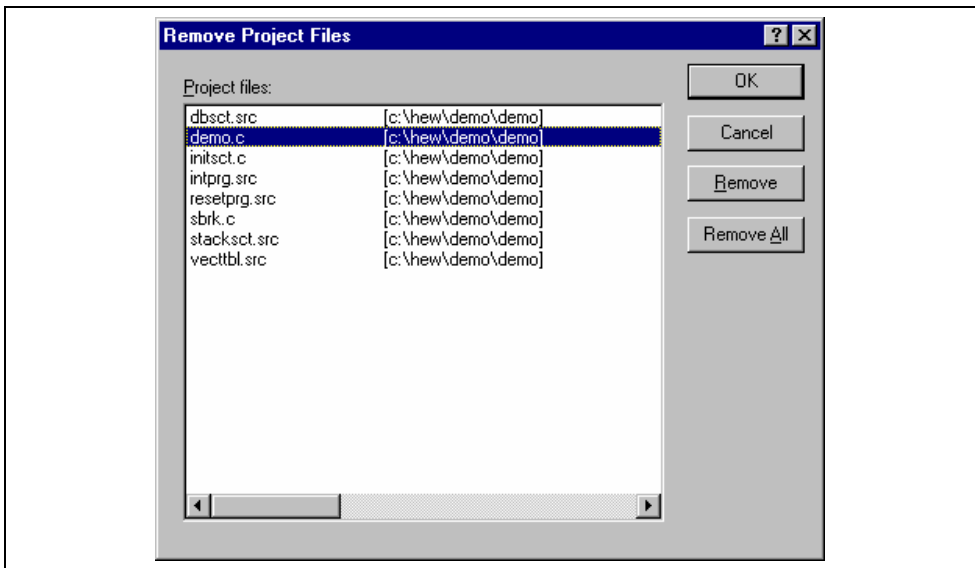 Remove Project Files
Project files:
OK
dbsct.src [c:\hew\demo\demo]
demo.c [c:\hew\demo\demo]
Cancel
initsct.c [c:\hew\demo\demo]
intprg.src [c:\hew\demo\demo]
Remove
resetprg.src [c:\hew\demo\demo]
sbrk.c [c:\hew\demo\demo]
stacksct.src [c:\hew\demo\demo]
Remove All
vecttbl.src [c:\hew\demo\demo]